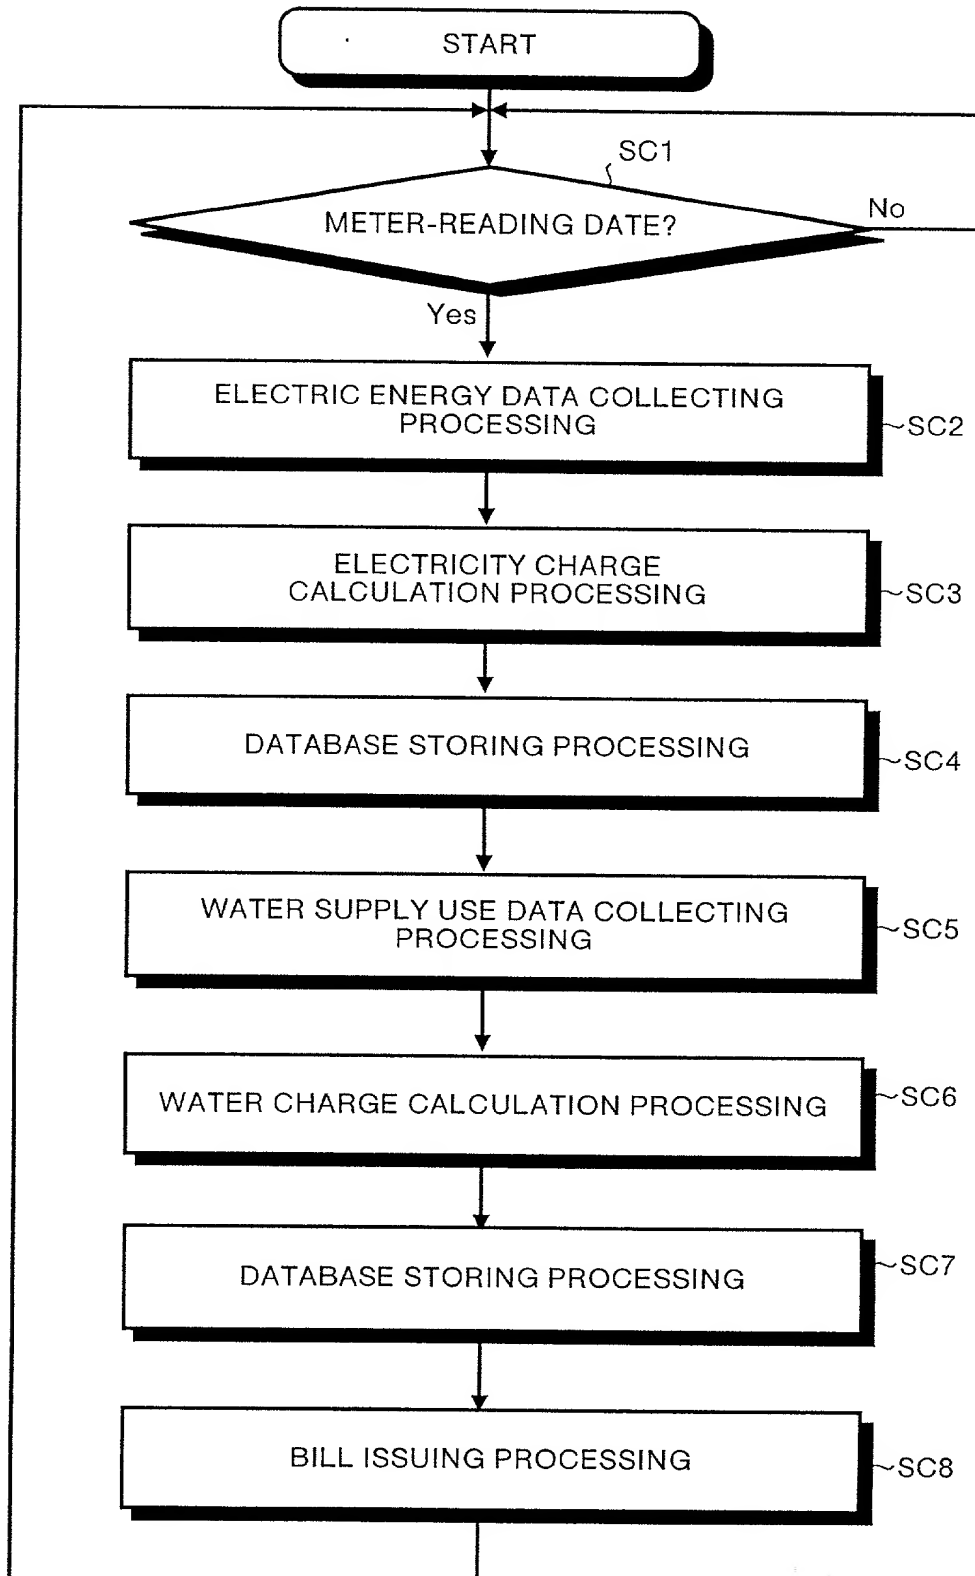 START
SC1
METER-READING DATE?
No
Yes
ELECTRIC ENERGY DATA COLLECTING
PROCESSING
SC2
ELECTRICITY CHARGE
CALCULATION PROCESSING
SC3
DATABASE STORING PROCESSING
SC4
WATER SUPPLY USE DATA COLLECTING
PROCESSING
SC5
WATER CHARGE CALCULATION PROCESSING
SC6
DATABASE STORING PROCESSING
SC7
BILL ISSUING PROCESSING
SC8